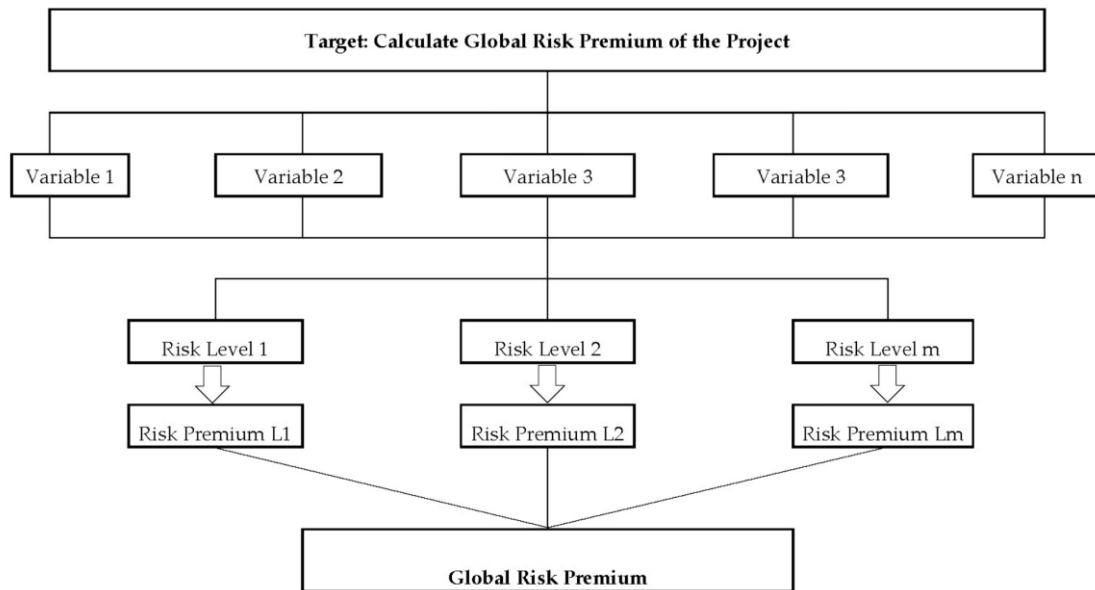 Target: Calculate Global Risk Premium of the Project
Variable 1
Variable 2
Variable 3
Variable 3
Variable n
Risk Level 1
Risk Level 2
Risk Level m
Risk Premium L1
Risk Premium L2
Risk Premium Lm
Global Risk Premium